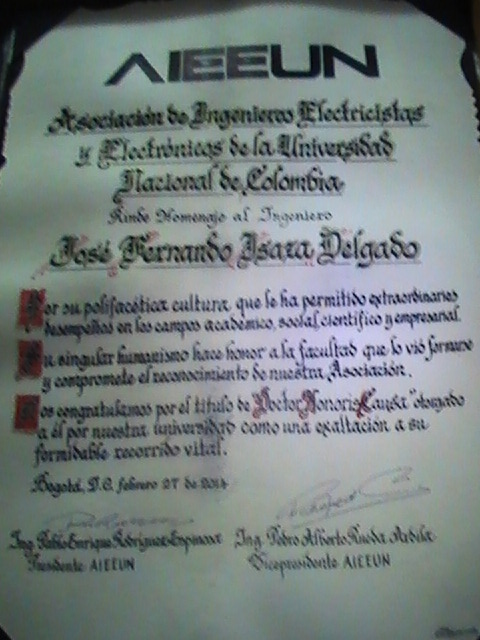 AIEEUN
Asociación de Ingenieros Electricistas
y Electrónicos de la Universidad
Nacional de Colombia
Rinde Homenaje al Ingeniero
José Fernando Isaza Delgado
Por su polifacética cultura, que le ha permitido extraordinarios
desempeños en los campos académico, social, científico y empresarial.
Su singular humanismo hace honor a la facultad que lo vió formarse
y compromete el reconocimiento de nuestra Asociación.
Nos congratulamos por el título de "Doctor Honoris Causa" otorgado
a él por nuestra universidad como una exaltación a su
formidable recorrido vital.
Bogotá, D.C. febrero 27 de 2014
Ing. Pablo Enrique Rodríguez Espinosa Ing. Pedro Alberto Rueda Ardila
Presidente AIEEUN Vicepresidente AIEEUN